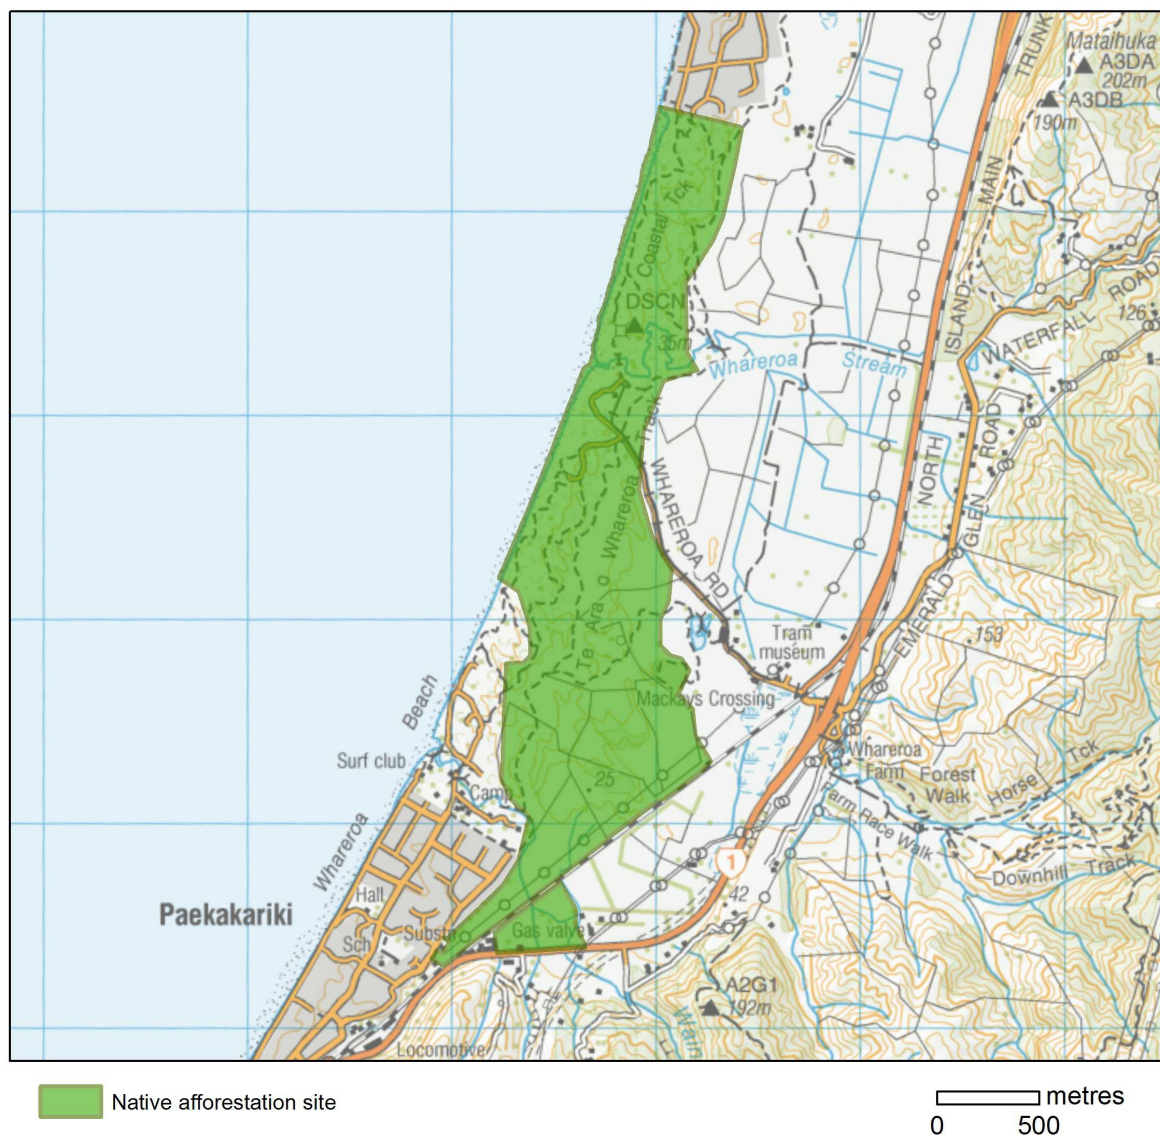 TRUNK
Mataihuka
A3DA
202m
A3DB
190m
MAIN
Coastal Tck
ISLAND
ROAD
126
WATERFALL
DSCN
35m
Whareroa Stream
ROAD
NORTH
GLEN
Te Ara o Whareroa Track
WHAREROA RD
EMERALD
153
Tram
museum
Mackays Crossing
Beach
Surf club
Whareroa
Farm
Forest
Walk
Horse Tck
25
Camp
Farm Race Walk
Whareroa
1
Downhill Track
42
Hall
Paekakariki
Sch
Substn
Gas valve
A2G1
192m
Wain
Locomotive
Native afforestation site
metres
0 500